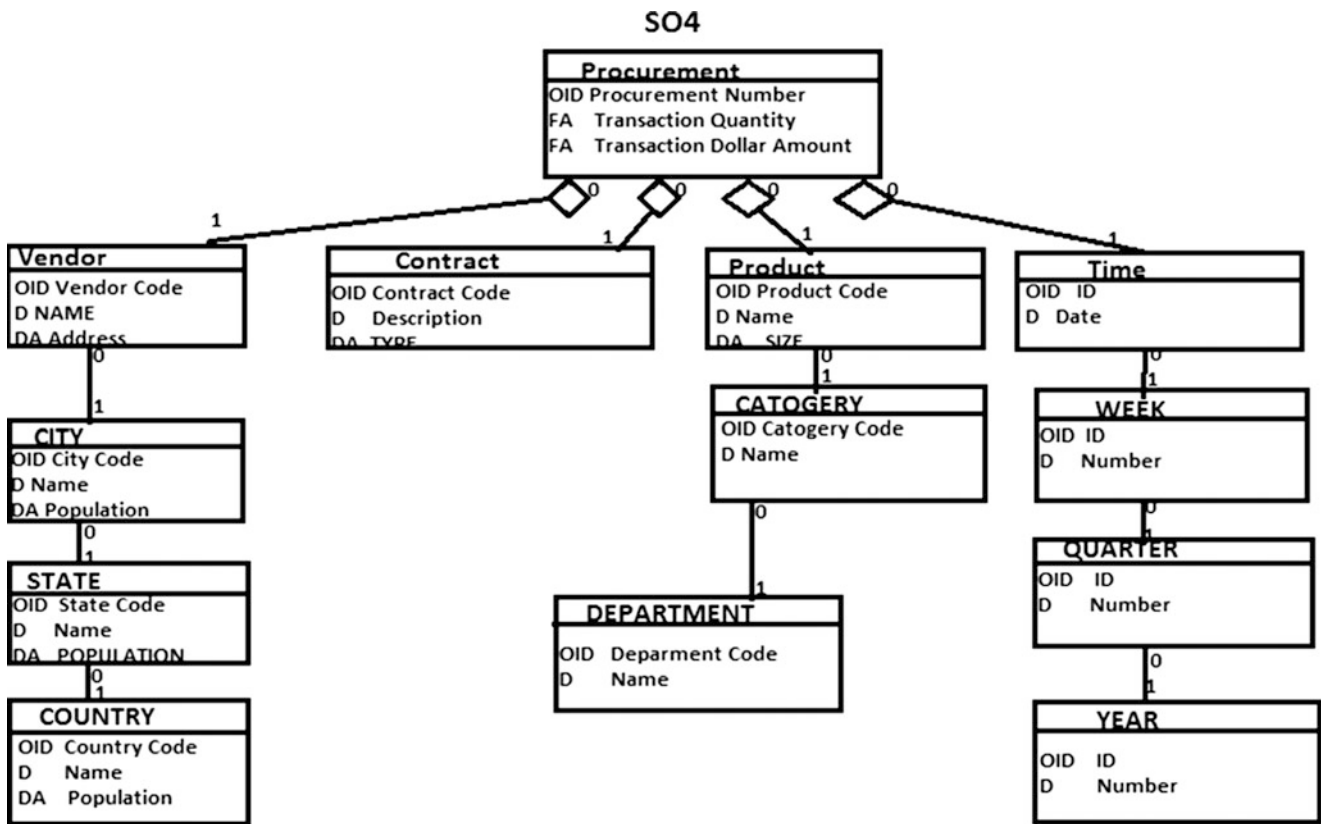 SO4
Procurement
OID Procurement Number
FA Transaction Quantity
FA Transaction Dollar Amount
0 0 0 0
1 1 1 1
Vendor
OID Vendor Code
D NAME
DA Address
0
1
CITY
OID City Code
D Name
DA Population
0
1
STATE
OID State Code
D Name
DA POPULATION
0
1
COUNTRY
OID Country Code
D Name
DA Population
Contract
OID Contract Code
D Description
DA TYPE
Product
OID Product Code
D Name
DA SIZE
0
1
CATOGERY
OID Catogery Code
D Name
0
1
DEPARTMENT
OID Deparment Code
D Name
Time
OID ID
D Date
0
1
WEEK
OID ID
D Number
0
1
QUARTER
OID ID
D Number
0
1
YEAR
OID ID
D Number